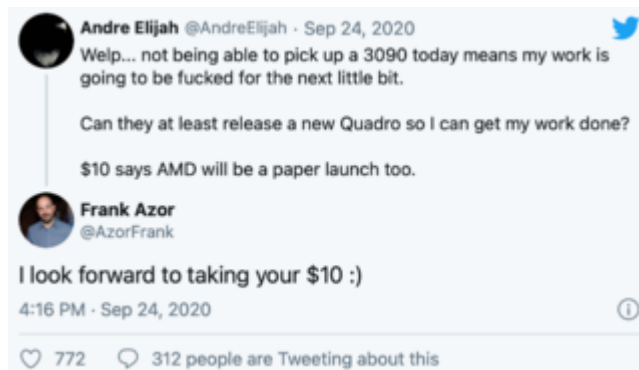 Andre Elijah @AndreElijah · Sep 24, 2020
Welp... not being able to pick up a 3090 today means my work is
going to be fucked for the next little bit.
Can they at least release a new Quadro so I can get my work done?
$10 says AMD will be a paper launch too.
Frank Azor
@AzorFrank
I look forward to taking your $10 :)
4:16 PM · Sep 24, 2020
772 312 people are Tweeting about this